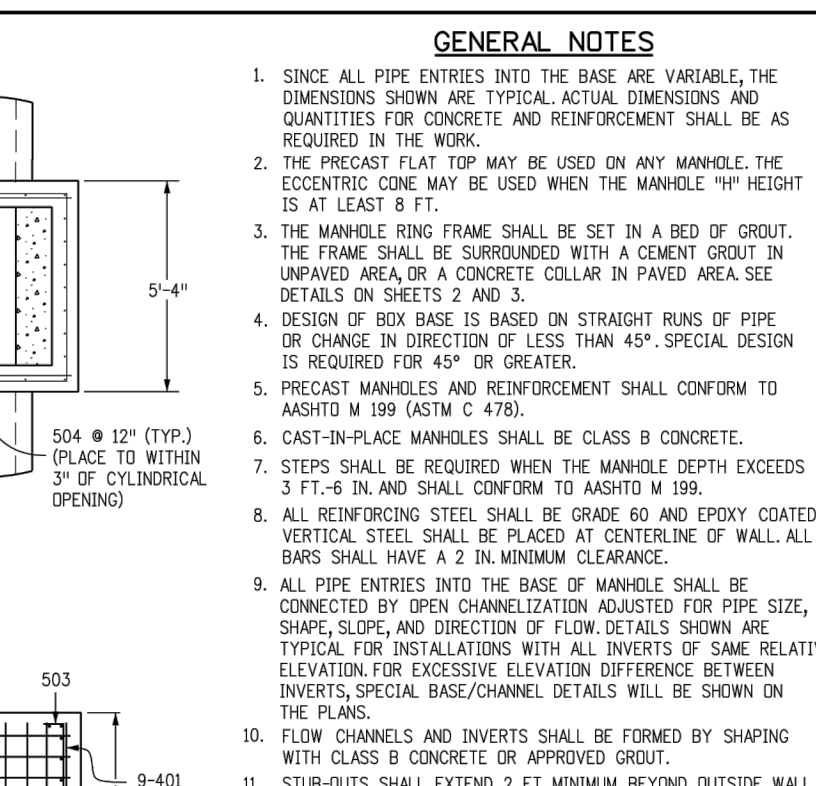 GENERAL NOTES
1. SINCE ALL PIPE ENTRIES INTO THE BASE ARE VARIABLE, THE
DIMENSIONS SHOWN ARE TYPICAL. ACTUAL DIMENSIONS AND
QUANTITIES FOR CONCRETE AND REINFORCEMENT SHALL BE AS
REQUIRED IN THE WORK.
2. THE PRECAST FLAT TOP MAY BE USED ON ANY MANHOLE. THE
ECCENTRIC CONE MAY BE USED WHEN THE MANHOLE "H" HEIGHT
IS AT LEAST 8 FT.
3. THE MANHOLE RING FRAME SHALL BE SET IN A BED OF GROUT.
THE FRAME SHALL BE SURROUNDED WITH A CEMENT GROUT IN
UNPAVED AREA, OR A CONCRETE COLLAR IN PAVED AREA. SEE
DETAILS ON SHEETS 2 AND 3.
4. DESIGN OF BOX BASE IS BASED ON STRAIGHT RUNS OF PIPE
OR CHANGE IN DIRECTION OF LESS THAN 45°. SPECIAL DESIGN
IS REQUIRED FOR 45° OR GREATER.
5. PRECAST MANHOLES AND REINFORCEMENT SHALL CONFORM TO
AASHTO M 199 (ASTM C 478).
6. CAST-IN-PLACE MANHOLES SHALL BE CLASS B CONCRETE.
7. STEPS SHALL BE REQUIRED WHEN THE MANHOLE DEPTH EXCEEDS
3 FT.-6 IN. AND SHALL CONFORM TO AASHTO M 199.
8. ALL REINFORCING STEEL SHALL BE GRADE 60 AND EPOXY COATED
VERTICAL STEEL SHALL BE PLACED AT CENTERLINE OF WALL. ALL
BARS SHALL HAVE A 2 IN. MINIMUM CLEARANCE.
9. ALL PIPE ENTRIES INTO THE BASE OF MANHOLE SHALL BE
CONNECTED BY OPEN CHANNELIZATION ADJUSTED FOR PIPE SIZE,
SHAPE, SLOPE, AND DIRECTION OF FLOW. DETAILS SHOWN ARE
TYPICAL FOR INSTALLATIONS WITH ALL INVERTS OF SAME RELATIV
ELEVATION. FOR EXCESSIVE ELEVATION DIFFERENCE BETWEEN
INVERTS, SPECIAL BASE/CHANNEL DETAILS WILL BE SHOWN ON
THE PLANS.
10. FLOW CHANNELS AND INVERTS SHALL BE FORMED BY SHAPING
WITH CLASS B CONCRETE OR APPROVED GROUT.
11. STUB-OUTS SHALL EXTEND 2 FT MINIMUM BEYOND OUTSIDE WALL
5'-4"
504 @ 12" (TYP.)
(PLACE TO WITHIN
3" OF CYLINDRICAL
OPENING)
503
9-401